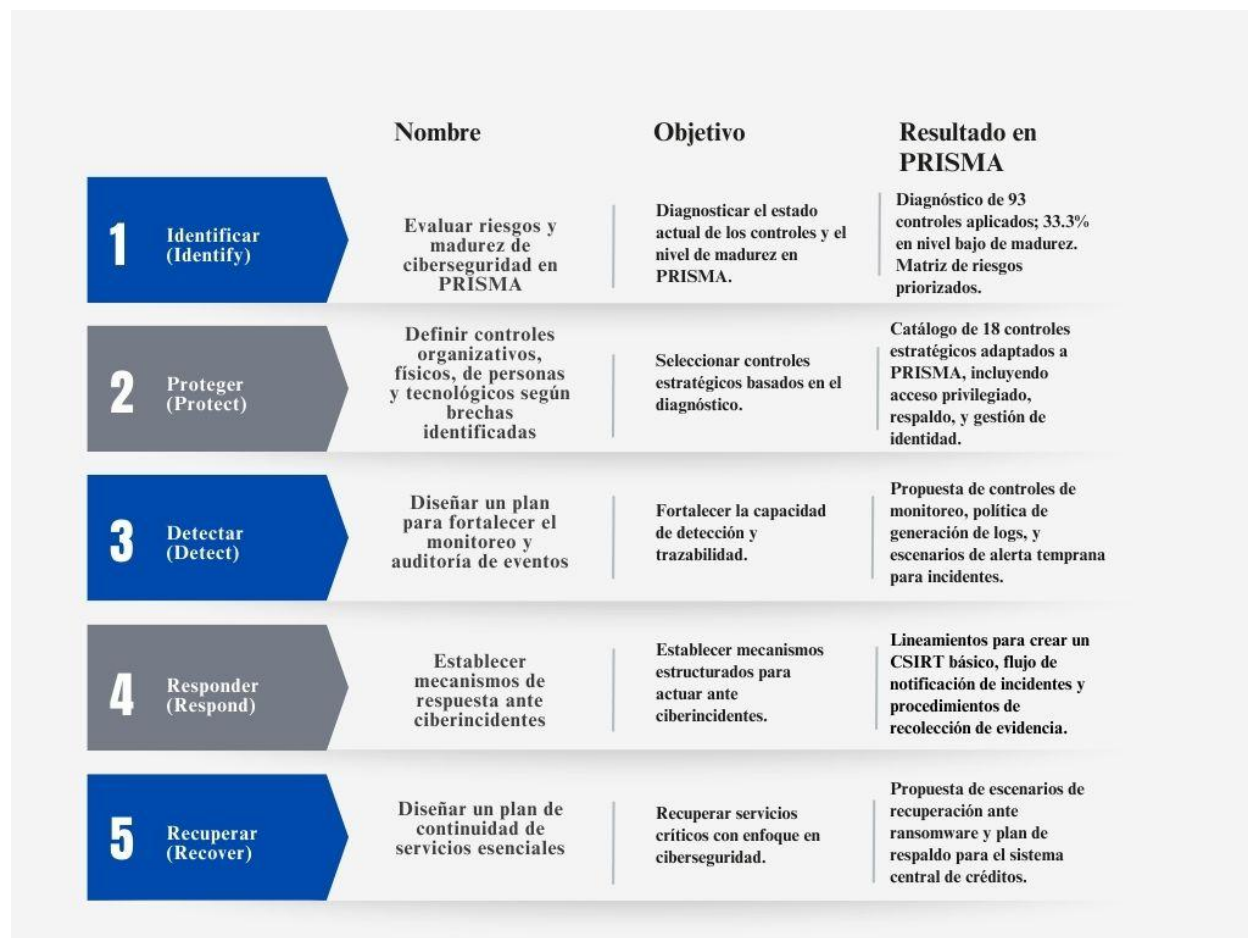 Nombre
Objetivo
Resultado en
PRISMA
1
Identificar
(Identify)
Evaluar riesgos y
madurez de
ciberseguridad en
PRISMA
Diagnosticar el estado
actual de los controles y el
nivel de madurez en
PRISMA.
Diagnóstico de 93
controles aplicados; 33.3%
en nivel bajo de madurez.
Matriz de riesgos
priorizados.
2
Proteger
(Protect)
Definir controles
organizativos,
físicos, de personas
y tecnológicos según
brechas
identificadas
Seleccionar controles
estratégicos basados en el
diagnóstico.
Catálogo de 18 controles
estratégicos adaptados a
PRISMA, incluyendo
acceso privilegiado,
respaldo, y gestión de
identidad.
3
Detectar
(Detect)
Diseñar un plan
para fortalecer el
monitoreo y
auditoría de eventos
Fortalecer la capacidad
de detección y
trazabilidad.
Propuesta de controles de
monitoreo, política de
generación de logs, y
escenarios de alerta temprana
para incidentes.
4
Responder
(Respond)
Establecer
mecanismos de
respuesta ante
ciberincidentes
Establecer mecanismos
estructurados para
actuar ante
ciberincidentes.
Lineamientos para crear un
CSIRT básico, flujo de
notificación de incidentes y
procedimientos de
recolección de evidencia.
5
Recuperar
(Recover)
Diseñar un plan de
continuidad de
servicios esenciales
Recuperar servicios
críticos con enfoque en
ciberseguridad.
Propuesta de escenarios de
recuperación ante
ransomware y plan de
respaldo para el sistema
central de créditos.